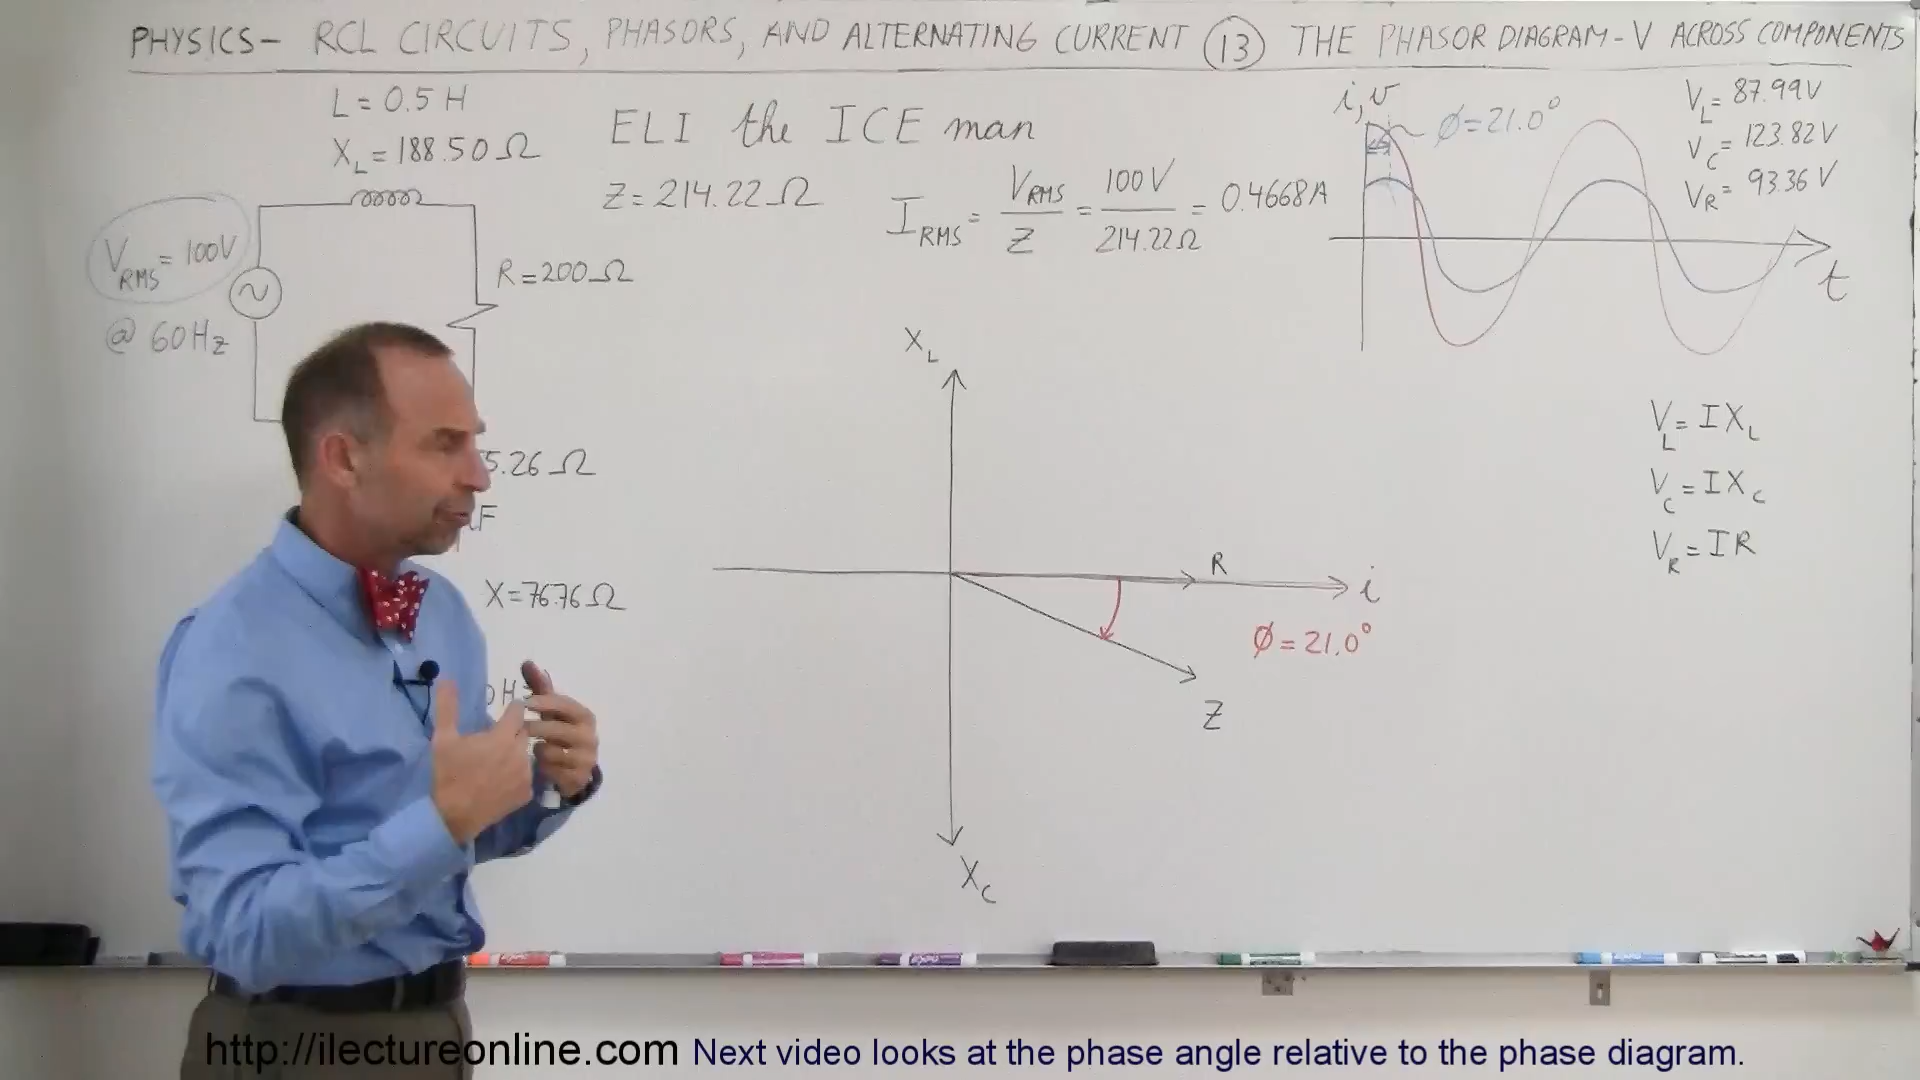 PHYSICS- RCL CIRCUITS, PHASORS, AND ALTERNATING CURRENT 13 THE PHASOR DIAGRAM - V ACROSS COMPONENTS
L = 0.5 H
X_L = 188.50 Ω
V_RMS = 100V
@ 60Hz
R = 200 Ω
5.26 Ω
F
X = 76.76 Ω
H
ELI the ICE man
Z = 214.22 Ω
I_RMS = V_RMS / Z = 100V / 214.22Ω = 0.4668A
i, v
ø = 21.0°
t
V_L = 87.99V
V_C = 123.82V
V_R = 93.36V
V_L = IX_L
V_C = IX_C
V_R = IR
X_L
R
i
ø = 21.0°
Z
X_C
http://ilectureonline.com Next video looks at the phase angle relative to the phase diagram.